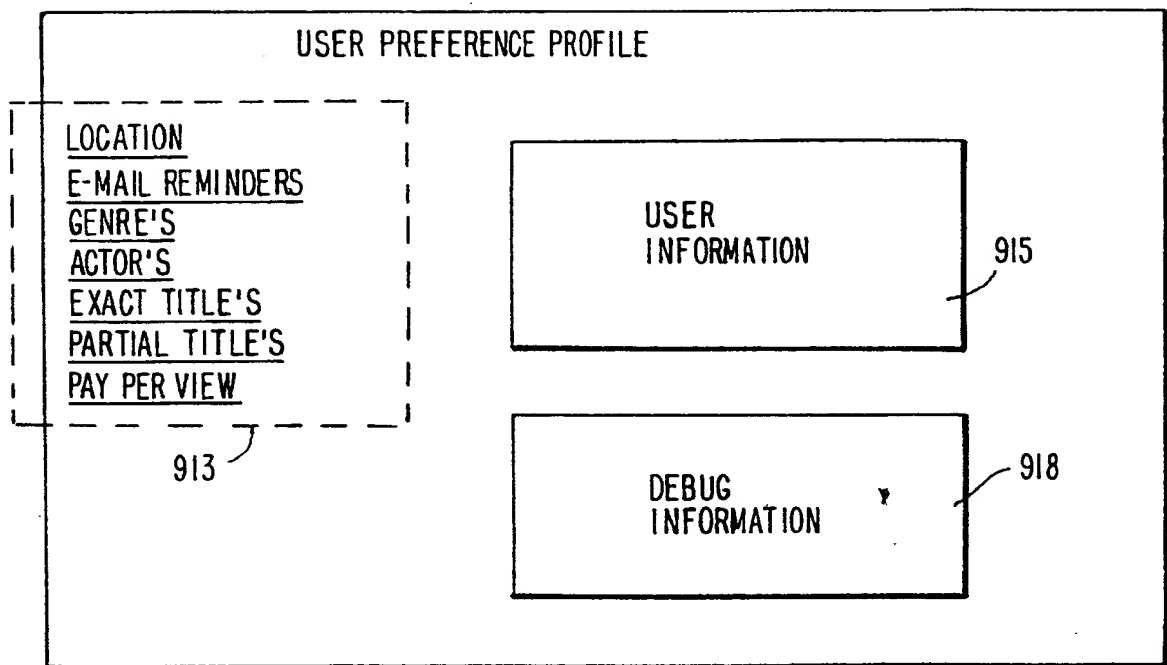 USER PREFERENCE PROFILE
LOCATION
E-MAIL REMINDERS
GENRE'S
ACTOR'S
EXACT TITLE'S
PARTIAL TITLE'S
PAY PER VIEW
913
USER
INFORMATION
915
DEBUG
INFORMATION
918